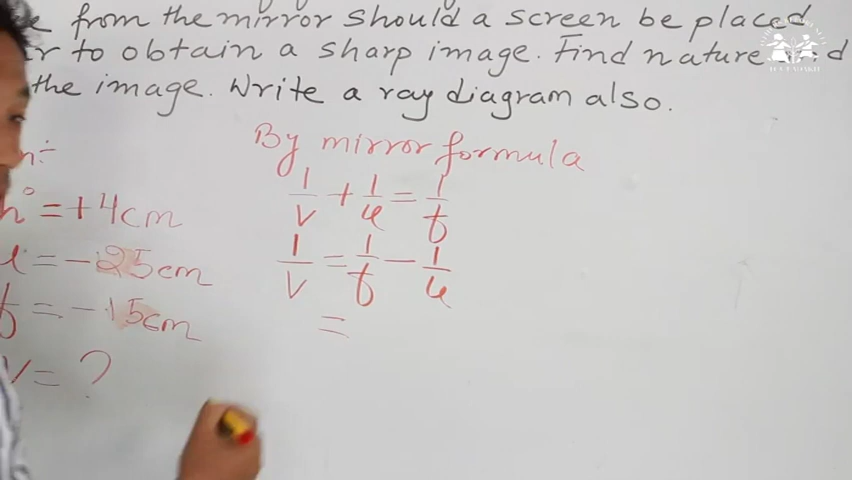 from the mirror should a screen be placed
to obtain a sharp image. Find nature
the image. Write a ray diagram also.
By mirror formula
1/v + 1/u = 1/f
= +4cm
1/v = 1/f - 1/u
u = -25cm
f = -15cm
=
v = ?